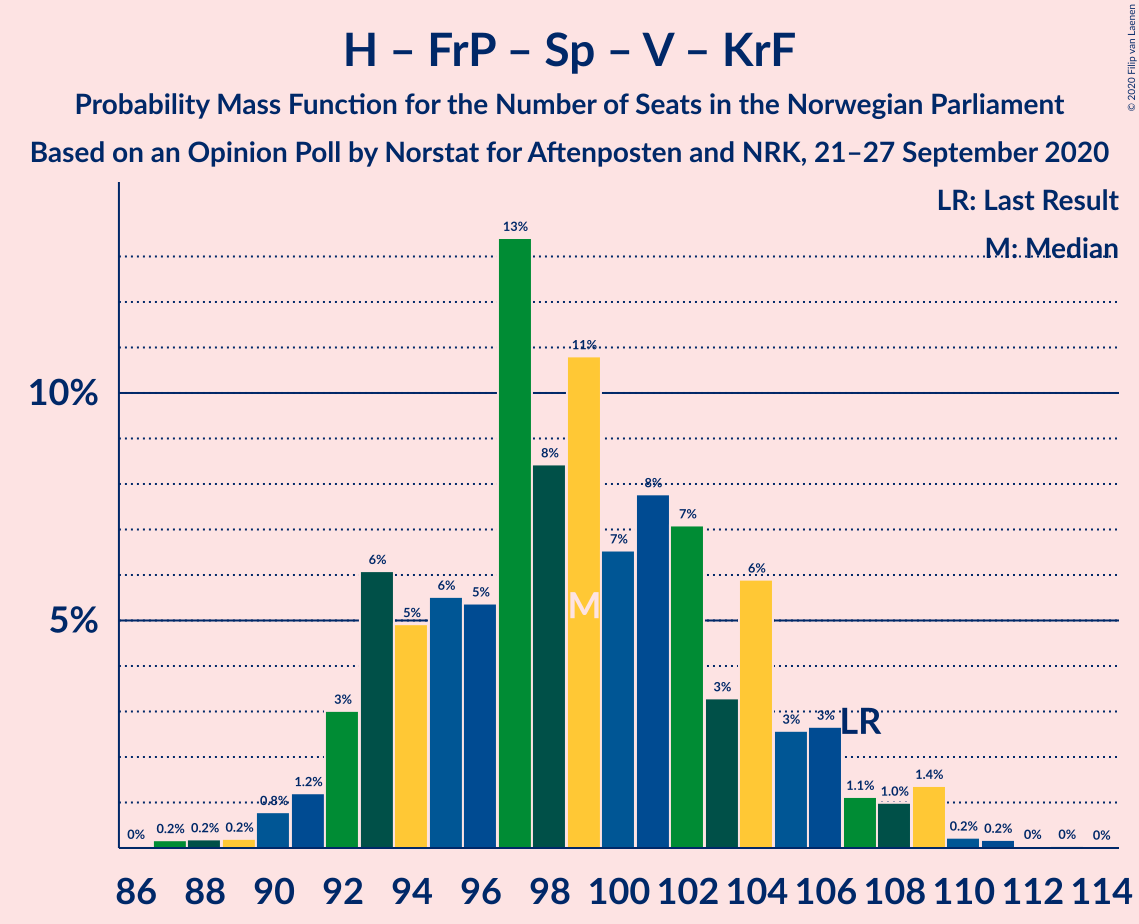 H – FrP – Sp – V – KrF
Probability Mass Function for the Number of Seats in the Norwegian Parliament
Based on an Opinion Poll by Norstat for Aftenposten and NRK, 21–27 September 2020
© 2020 Filip van Laenen
LR: Last Result
M: Median
10%
5%
0% 0.2% 0.2% 0.2% 0.8% 1.2% 3% 6% 5% 6% 5% 13% 8% 11% 7% 8% 7% 3% 6% 3% 3% 1.1% 1.0% 1.4% 0.2% 0.2% 0% 0% 0%
M
LR
86 88 90 92 94 96 98 100 102 104 106 108 110 112 114